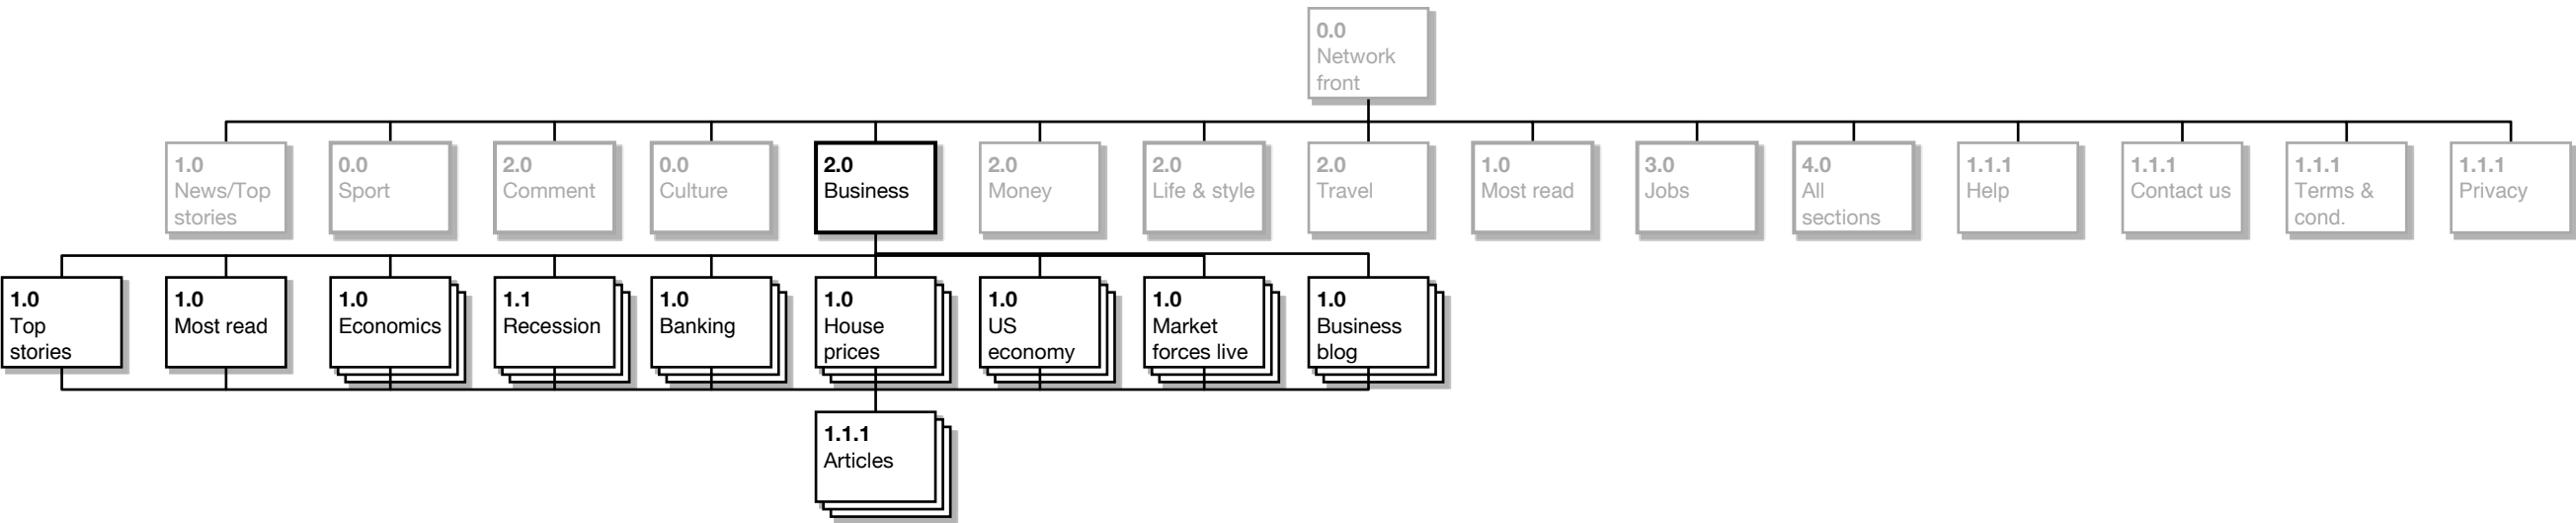 0.0
Network
front
1.0
News/Top
stories
0.0
Sport
2.0
Comment
0.0
Culture
2.0
Business
2.0
Money
2.0
Life & style
2.0
Travel
1.0
Most read
3.0
Jobs
4.0
All
sections
1.1.1
Help
1.1.1
Contact us
1.1.1
Terms &
cond.
1.1.1
Privacy
1.0
Top
stories
1.0
Most read
1.0
Economics
1.1
Recession
1.0
Banking
1.0
House
prices
1.0
US
economy
1.0
Market
forces live
1.0
Business
blog
1.1.1
Articles